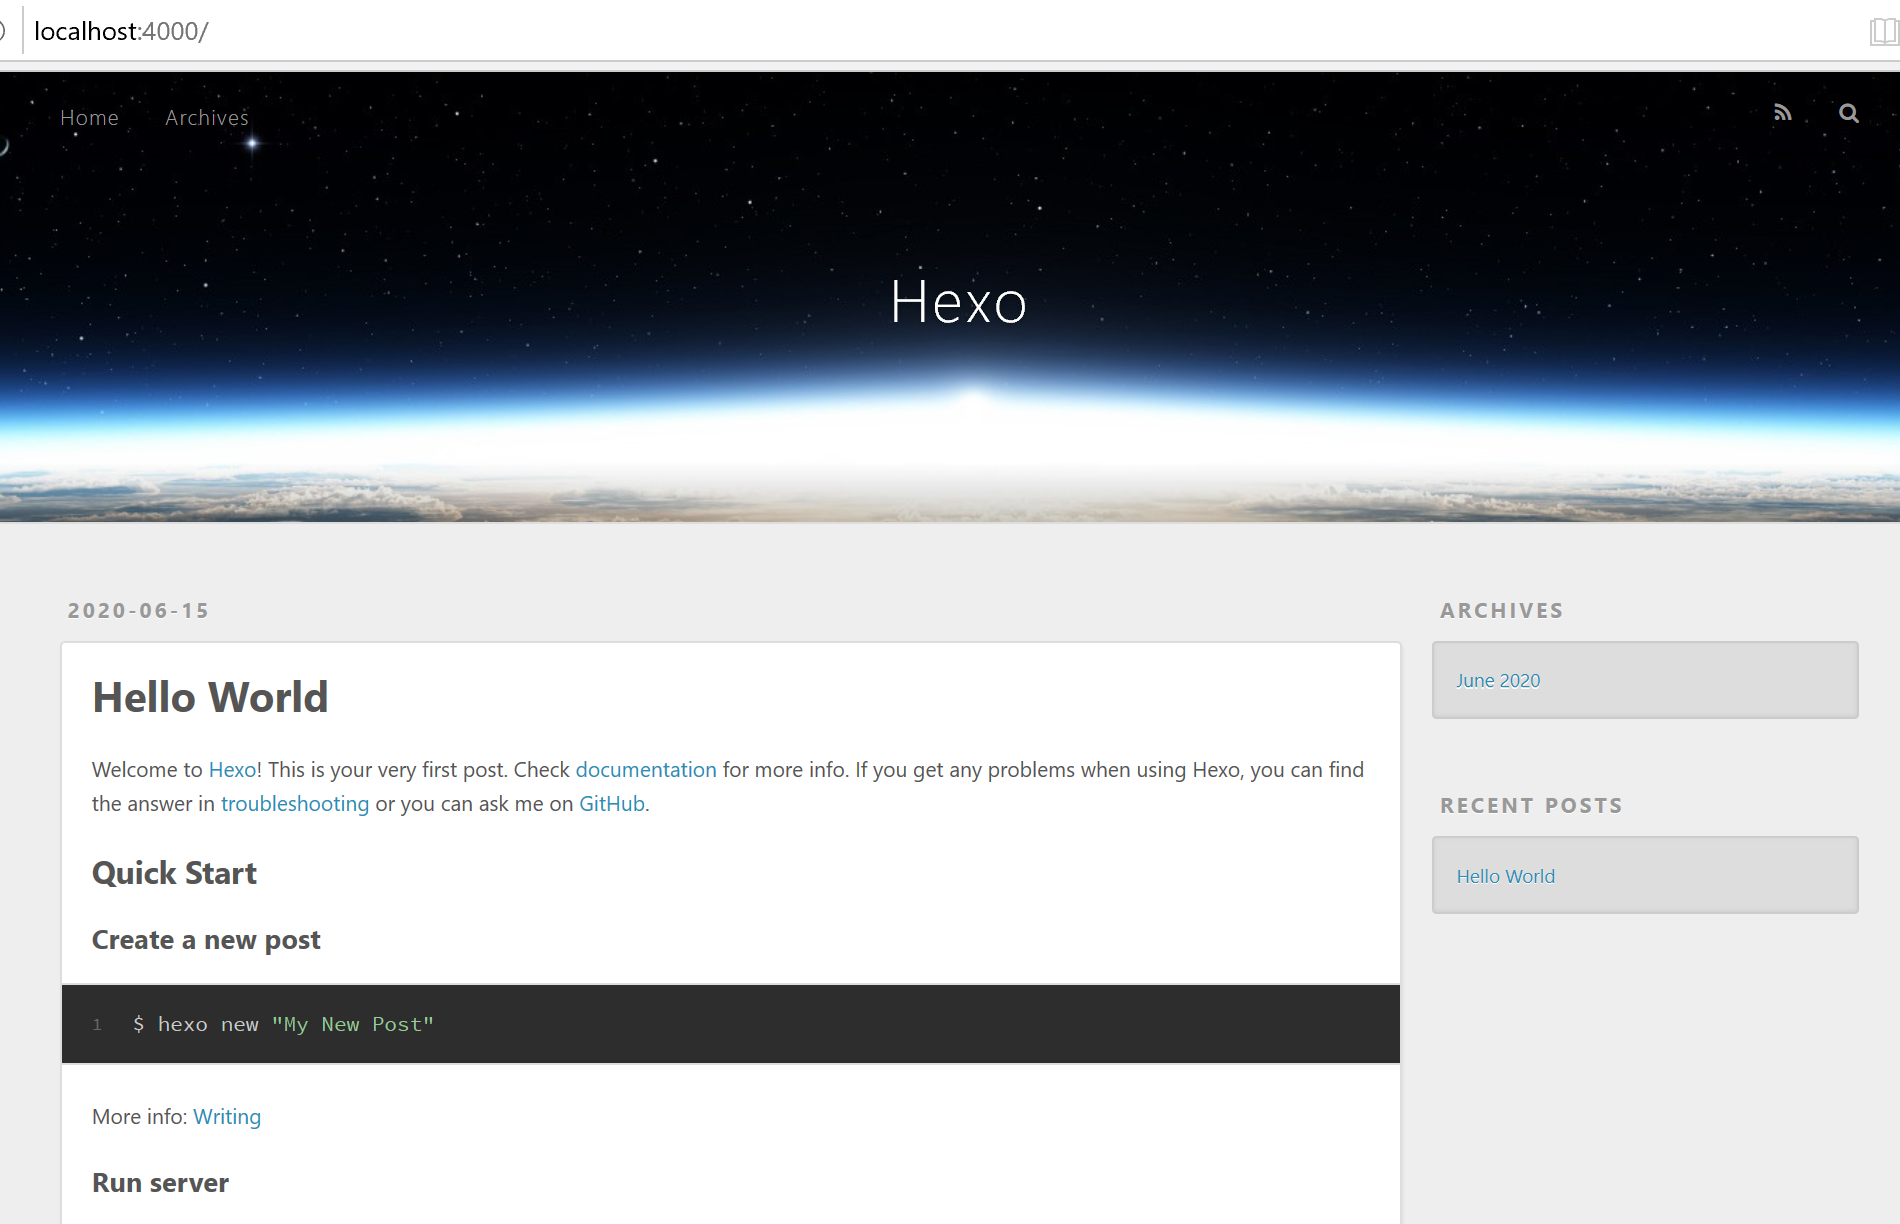 localhost:4000/
Home Archives
Hexo
2020-06-15
Hello World
Welcome to Hexo! This is your very first post. Check documentation for more info. If you get any problems when using Hexo, you can find
the answer in troubleshooting or you can ask me on GitHub.
Quick Start
Create a new post
1 $ hexo new "My New Post"
More info: Writing
Run server
ARCHIVES
June 2020
RECENT POSTS
Hello World